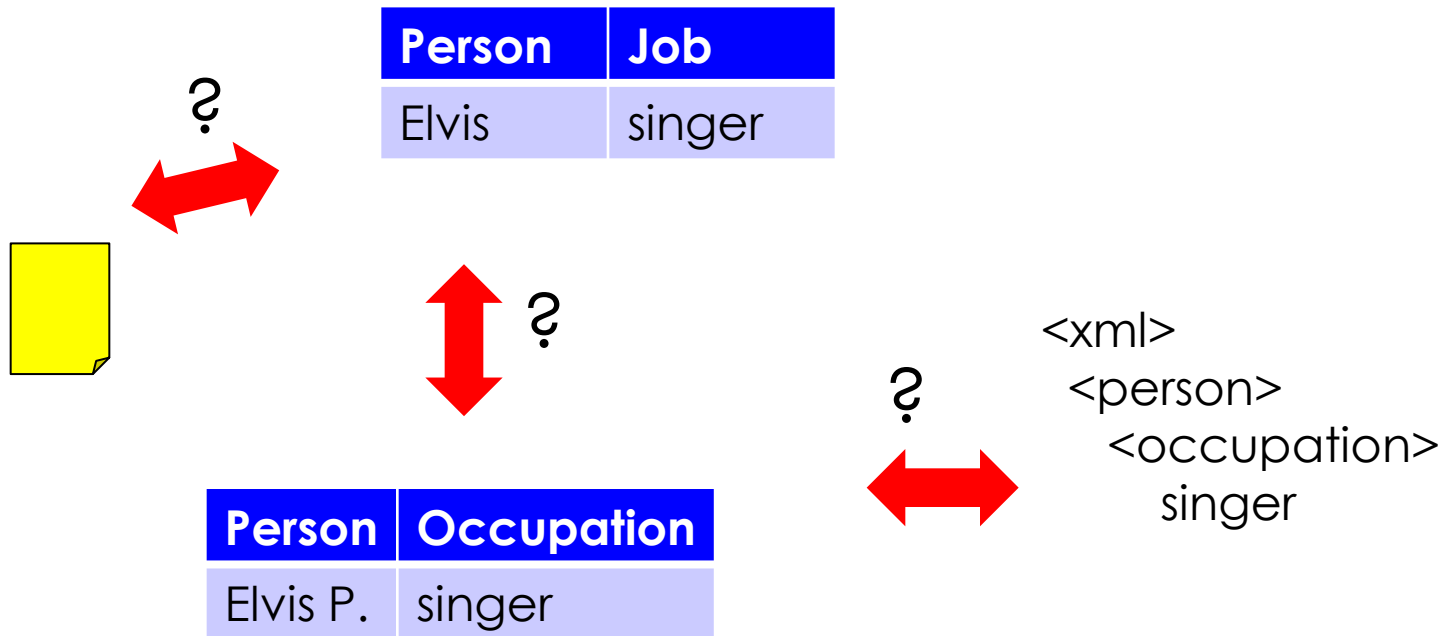 Person Job
Elvis singer
?
?
<xml>
<person>
<occupation>
singer
?
Person Occupation
Elvis P. singer